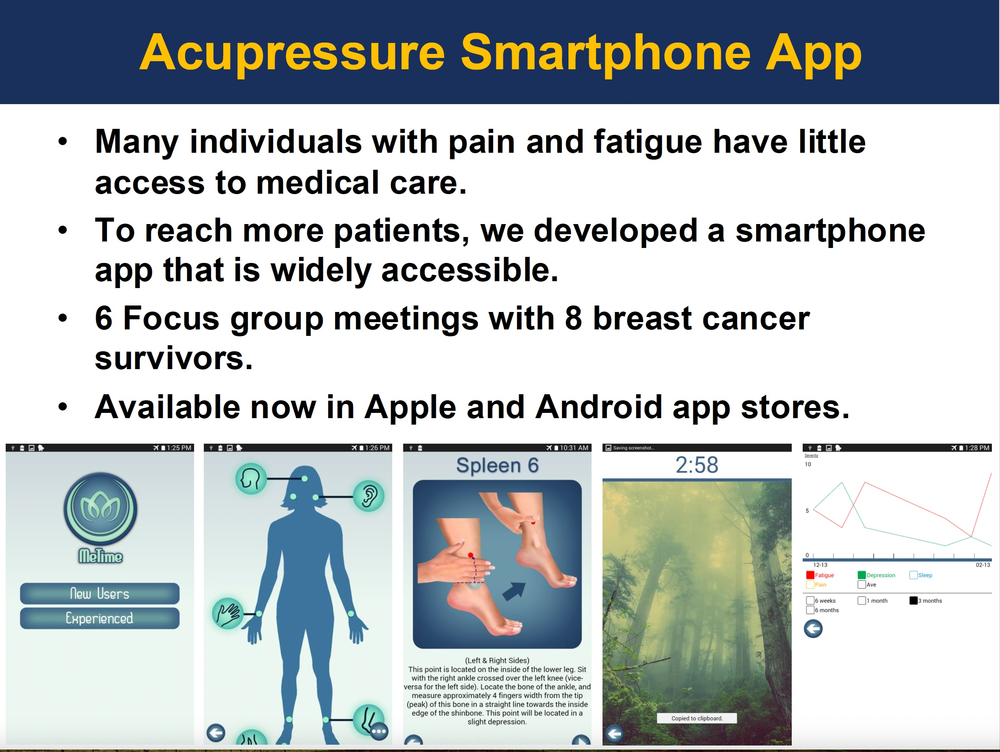 Acupressure Smartphone App
• Many individuals with pain and fatigue have little
access to medical care.
• To reach more patients, we developed a smartphone
app that is widely accessible.
• 6 Focus group meetings with 8 breast cancer
survivors.
• Available now in Apple and Android app stores.
1:25 PM
MeTime
New Users
Experienced
1:26 PM
10:31 AM
Spleen 6
(Left & Right Sides)
This point is located on the inside of the lower leg. Sit
with the right ankle crossed over the left knee (vice-
versa for the left side). Locate the bone of the ankle, and
measure approximately 4 fingers width from the tip
(peak) of this bone in a straight line towards the inside
edge of the shinbone. This point will be located in a
slight depression.
Saving screenshot...
2:58
Copied to clipboard.
1:28 PM
Severity
10
5
0
12-13 02-13
Fatigue Depression Sleep
Pain Ave
6 weeks 1 month 3 months
6 months